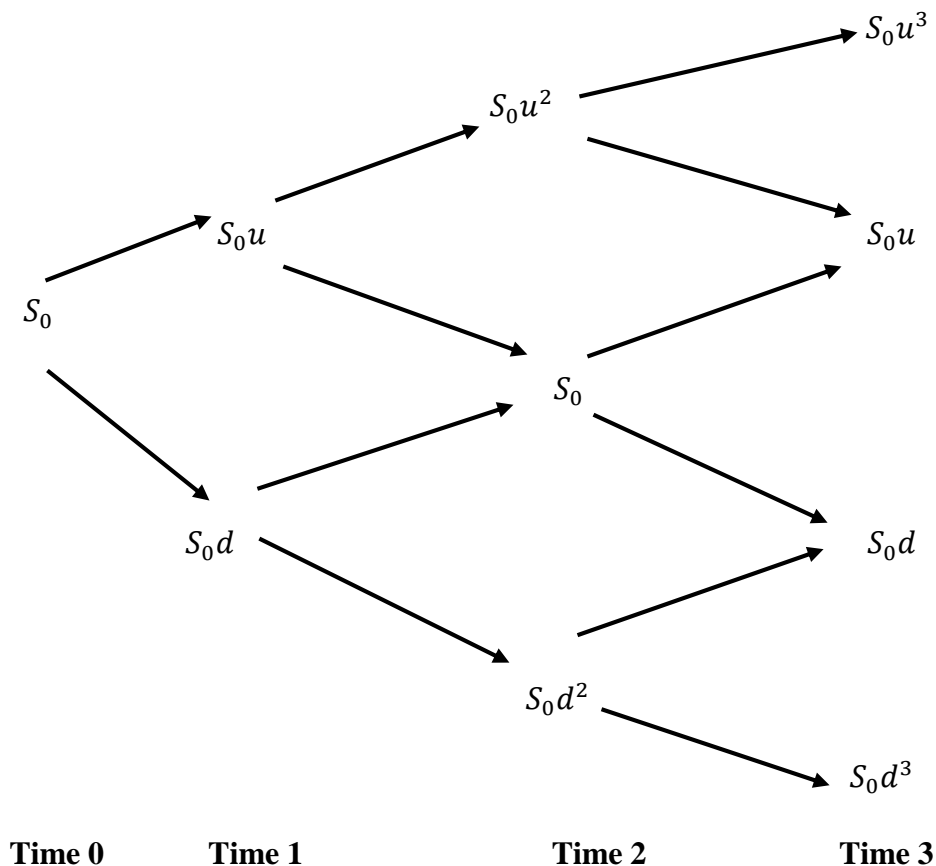 S₀u³
S₀u²
S₀u S₀u
S₀
S₀
S₀d S₀d
S₀d²
S₀d³
Time 0 Time 1 Time 2 Time 3